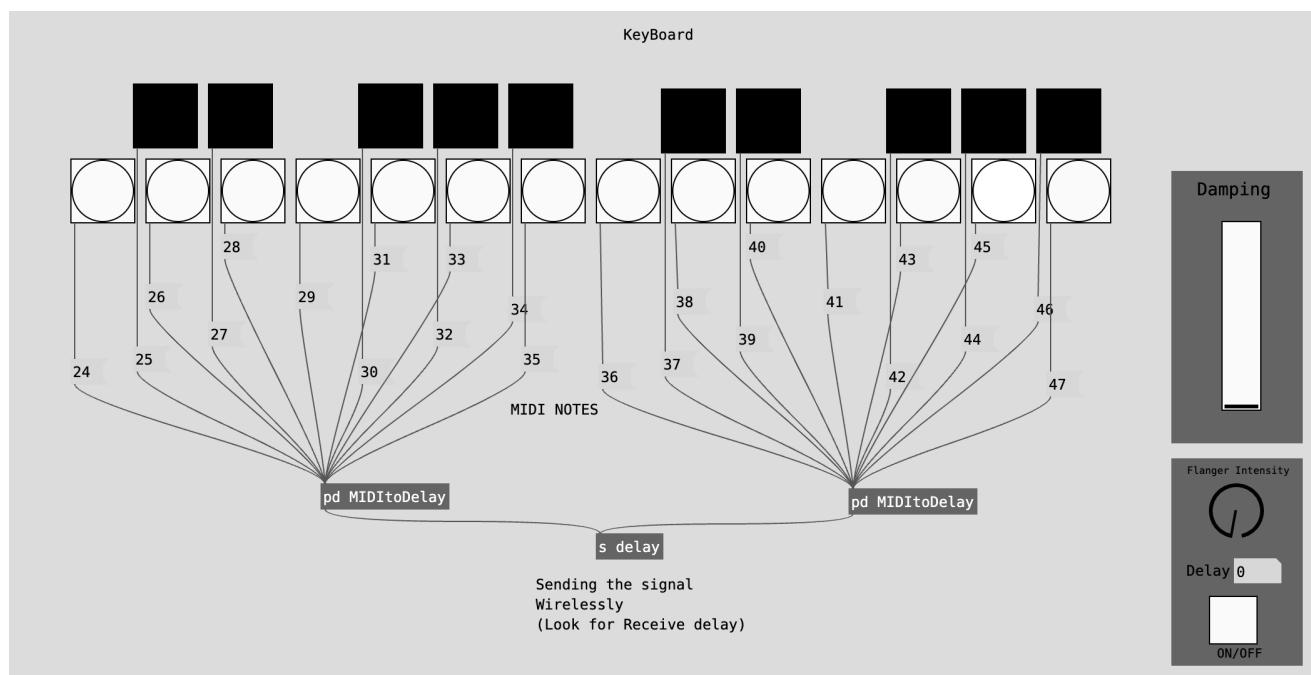 KeyBoard
Damping
28
40
45
31
33
43
26
29
38
41
34
46
27
32
39
44
25
35
37
24
30
36
42
47
MIDI NOTES
Flanger Intensity
pd MIDItoDelay
pd MIDItoDelay
s delay
Delay 0
Sending the signal
Wirelessly
(Look for Receive delay)
ON/OFF